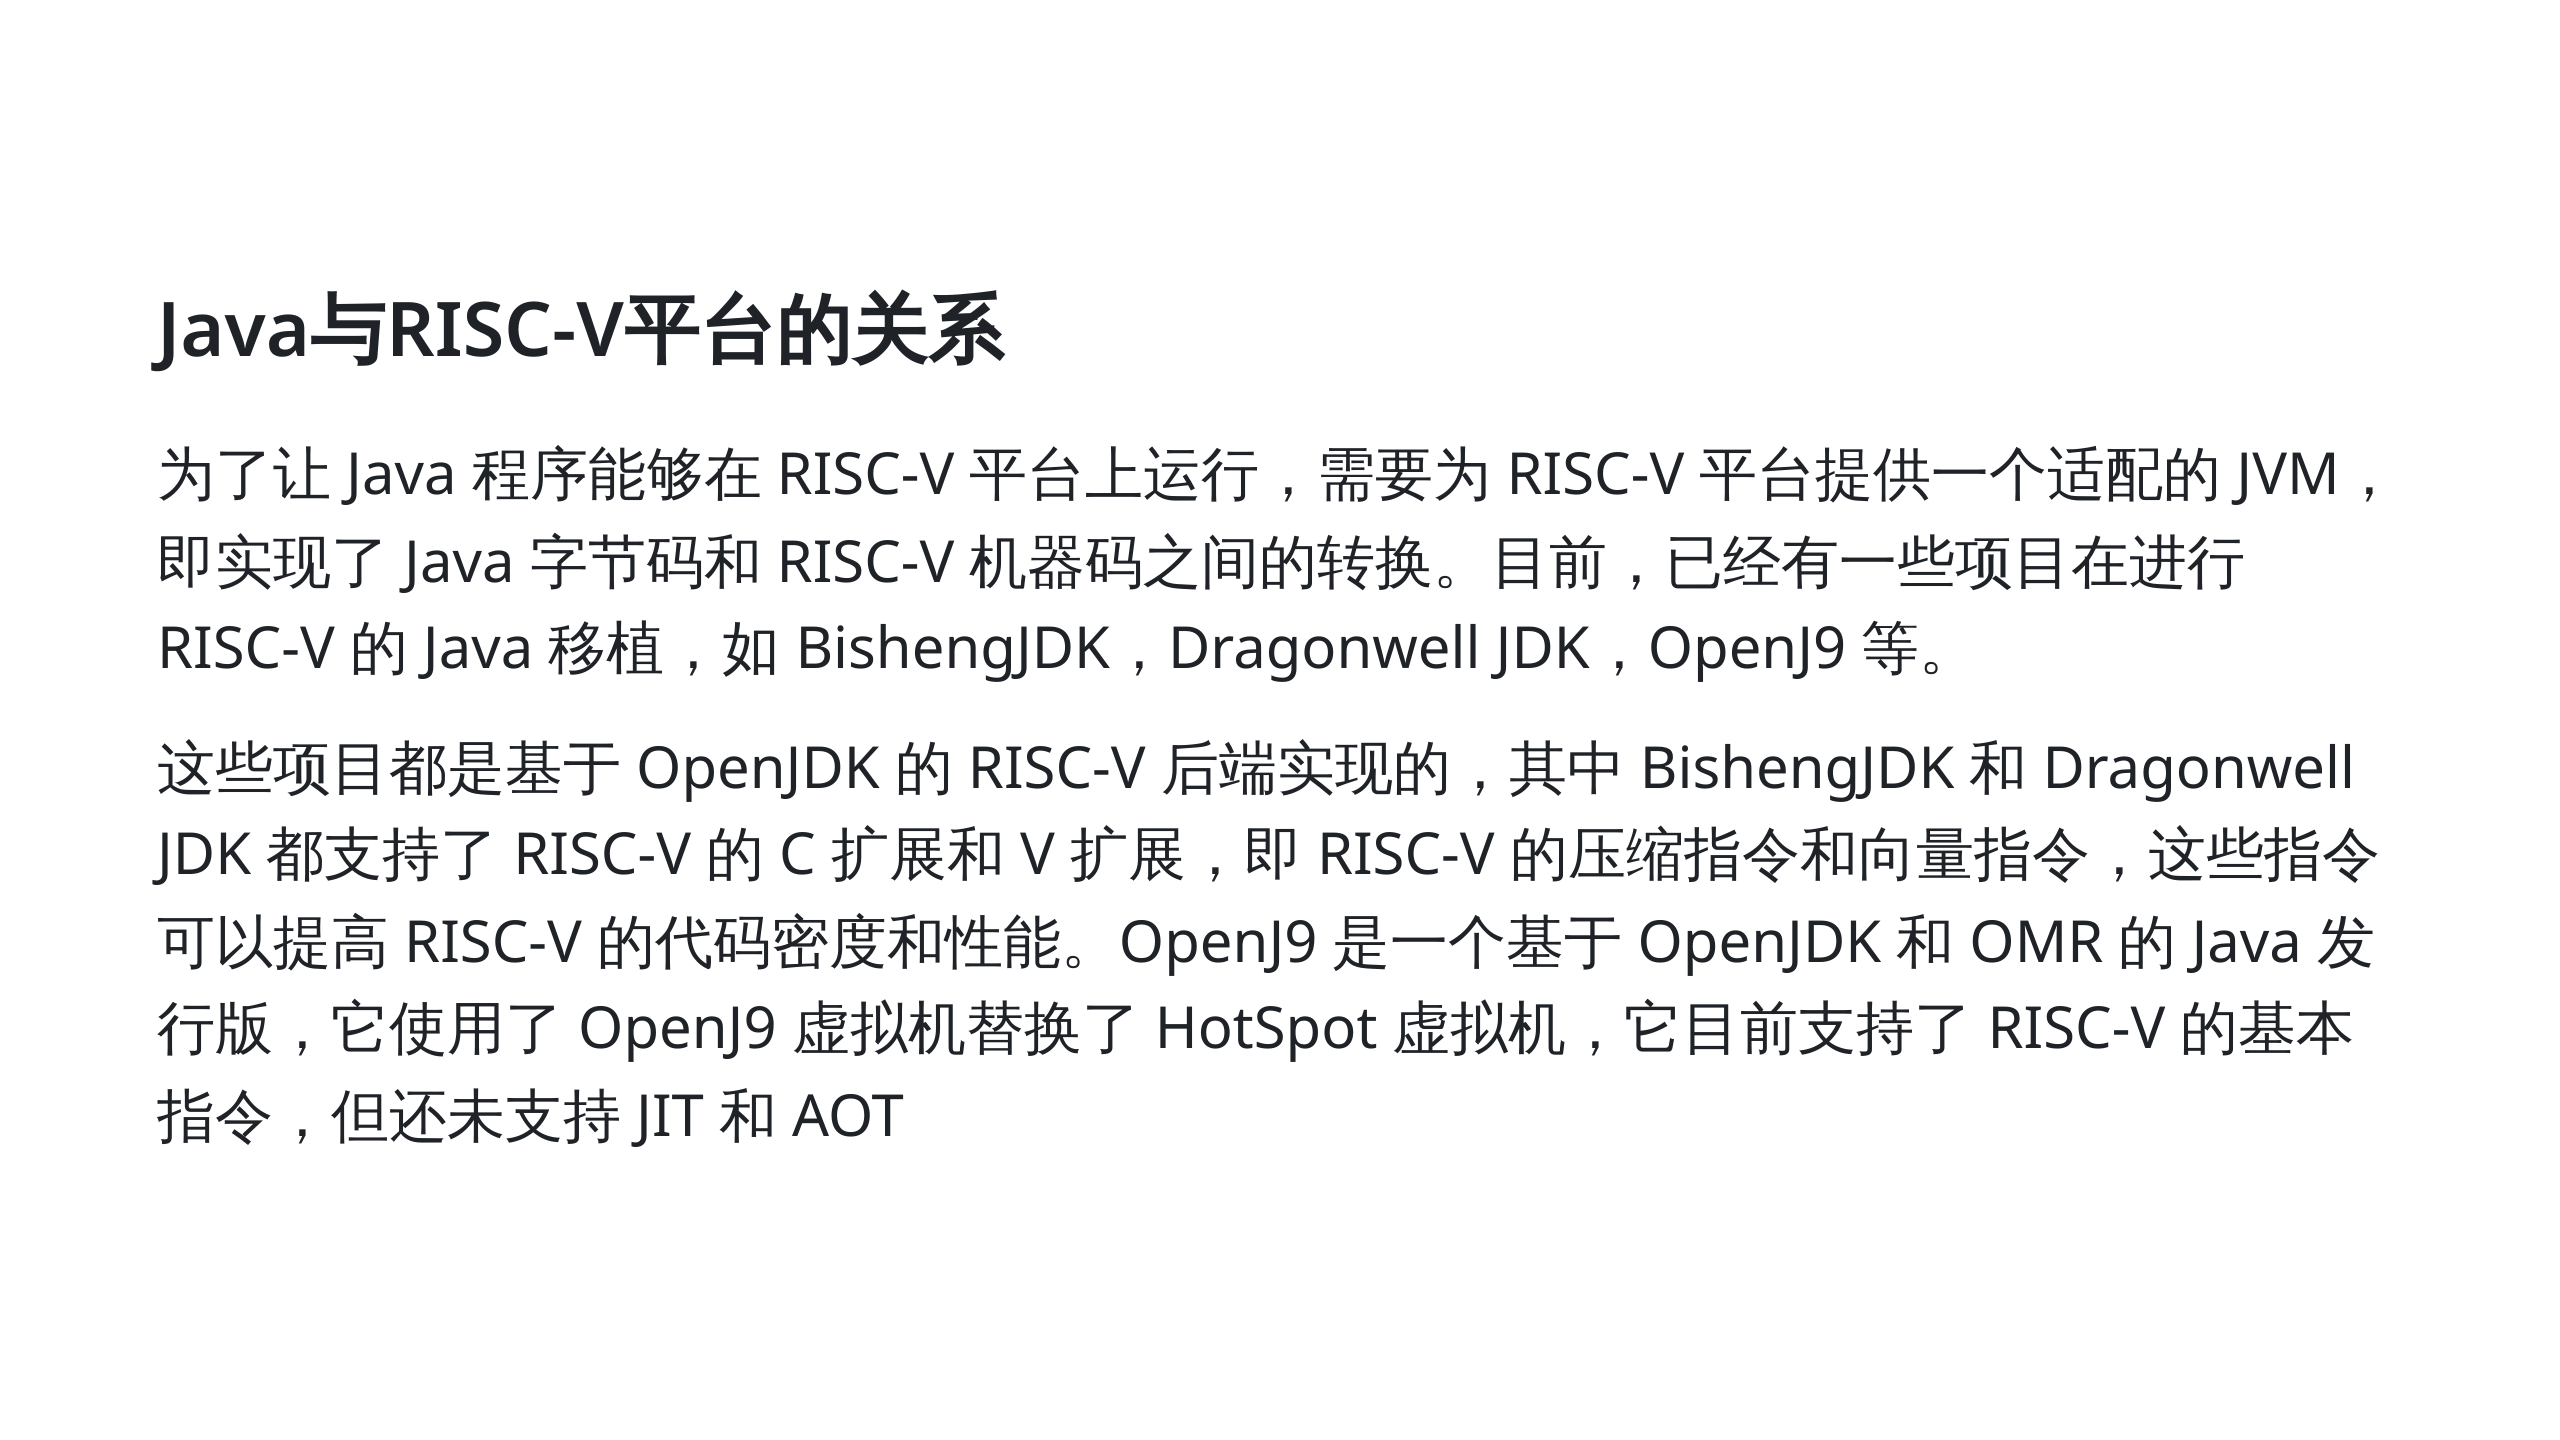 Java与RISC-V平台的关系
为了让 Java 程序能够在 RISC-V 平台上运行，需要为 RISC-V 平台提供一个适配的 JVM，
即实现了 Java 字节码和 RISC-V 机器码之间的转换。目前，已经有一些项目在进行
RISC-V 的 Java 移植，如 BishengJDK，Dragonwell JDK，OpenJ9 等。
这些项目都是基于 OpenJDK 的 RISC-V 后端实现的，其中 BishengJDK 和 Dragonwell
JDK 都支持了 RISC-V 的 C 扩展和 V 扩展，即 RISC-V 的压缩指令和向量指令，这些指令
可以提高 RISC-V 的代码密度和性能。OpenJ9 是一个基于 OpenJDK 和 OMR 的 Java 发
行版，它使用了 OpenJ9 虚拟机替换了 HotSpot 虚拟机，它目前支持了 RISC-V 的基本
指令，但还未支持 JIT 和 AOT